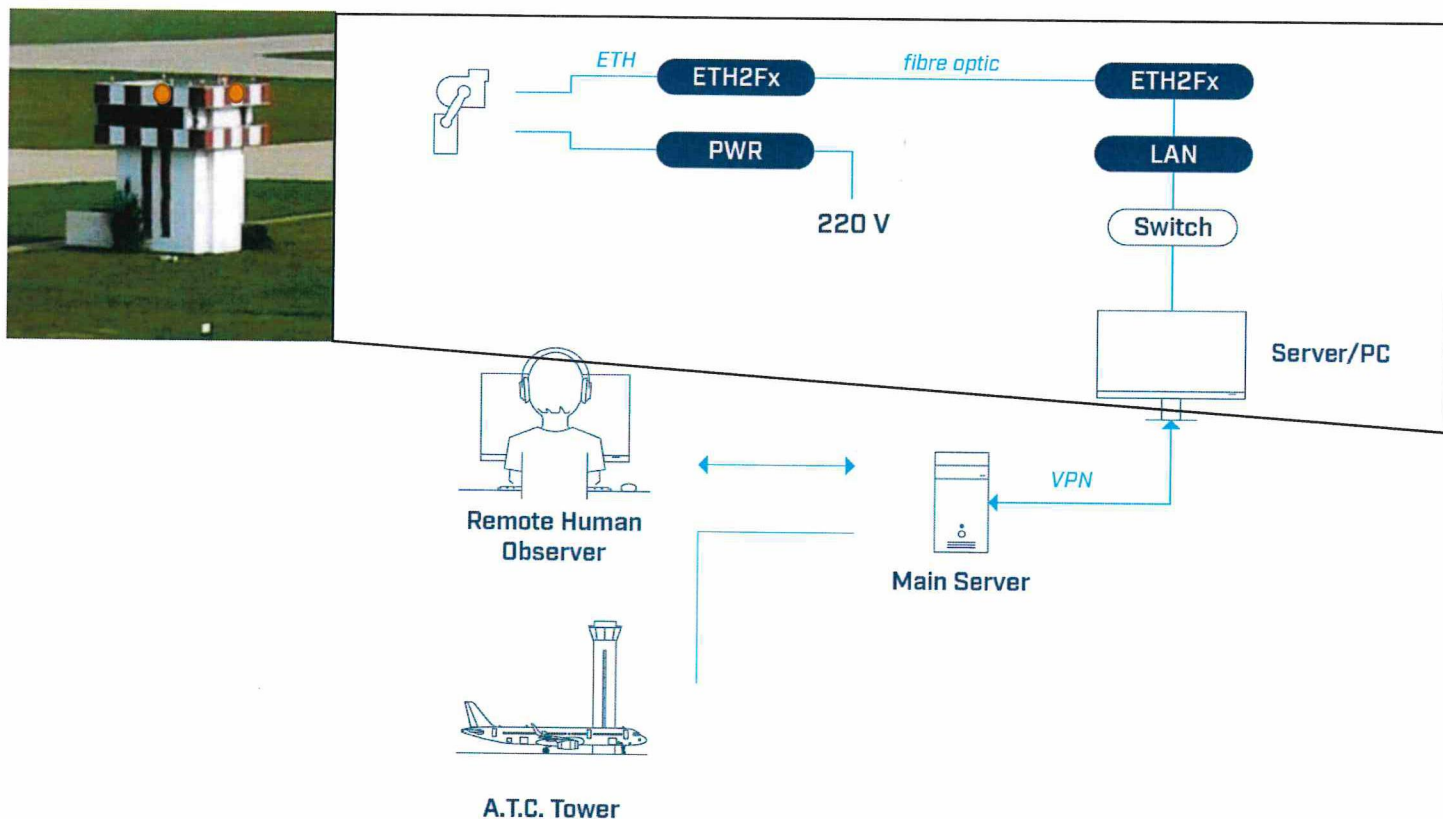 ETH
ETH2Fx
fibre optic
ETH2Fx
PWR
LAN
220 V
Switch
Server/PC
VPN
Remote Human
Observer
Main Server
A.T.C. Tower